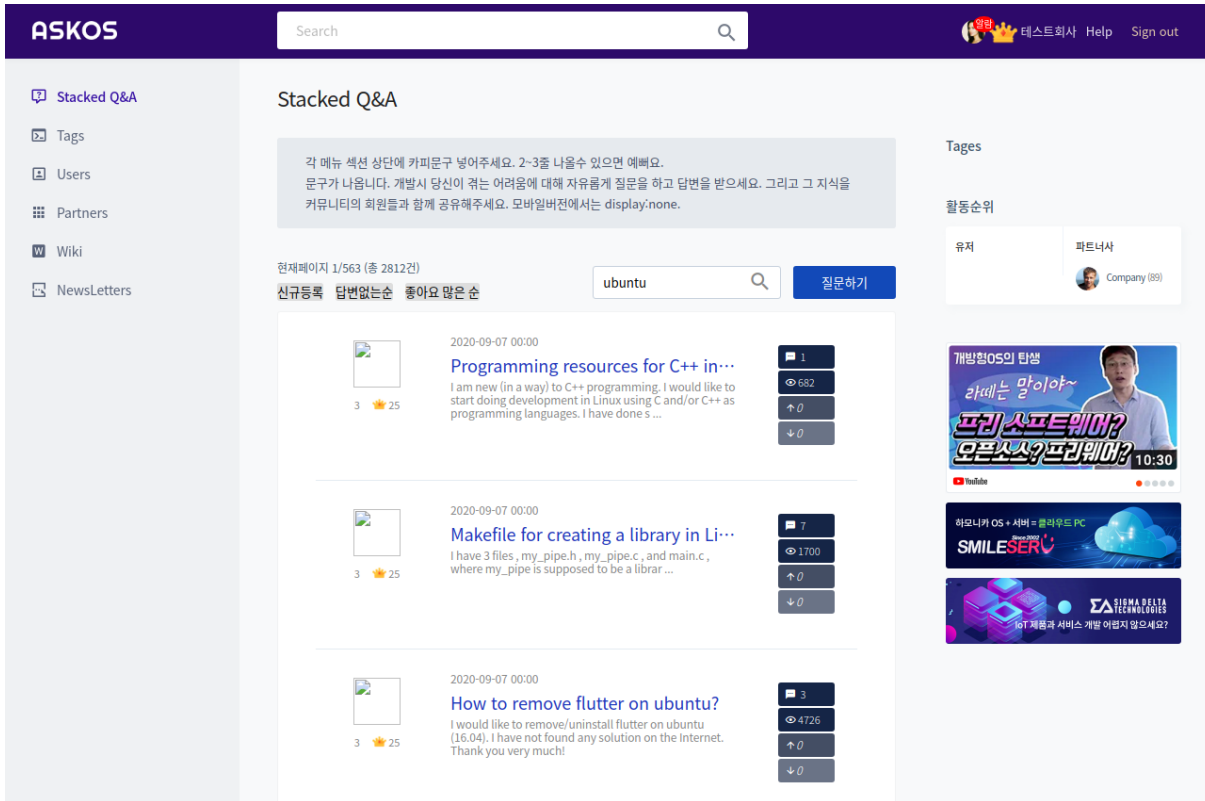 ASKOS
Search
알람
테스트회사
Help
Sign out
Stacked Q&A
Tags
Users
Partners
Wiki
NewsLetters
Stacked Q&A
각 메뉴 섹션 상단에 카피문구 넣어주세요. 2~3줄 나올수 있으면 예뻐요.
문구가 나옵니다. 개발시 당신이 겪는 어려움에 대해 자유롭게 질문을 하고 답변을 받으세요. 그리고 그 지식을
커뮤니티의 회원들과 함께 공유해주세요. 모바일버전에서는 display:none.
현재페이지 1/563 (총 2812건)
신규등록 답변없는순 좋아요 많은 순
ubuntu
질문하기
2020-09-07 00:00
Programming resources for C++ in⋯
I am new (in a way) to C++ programming. I would like to
start doing development in Linux using C and/or C++ as
programming languages. I have done s ...
3 25
1
682
0
0
2020-09-07 00:00
Makefile for creating a library in Li⋯
I have 3 files , my_pipe.h , my_pipe.c , and main.c ,
where my_pipe is supposed to be a librar ...
3 25
7
1700
0
0
2020-09-07 00:00
How to remove flutter on ubuntu?
I would like to remove/uninstall flutter on ubuntu
(16.04). I have not found any solution on the Internet.
Thank you very much!
3 25
3
4726
0
0
Tages
활동순위
유저
파트너사
Company (89)
개방형OS의 탄생
라떼는 말이야~
프리 소프트웨어?
오픈소스?프리웨어?
10:30
YouTube
하모니카 OS + 서버 = 클라우드 PC
Since 2002
SMILESERV
ΣΔ SIGMA DELTA
TECHNOLOGIES
IoT 제품과 서비스 개발 어렵지 않으세요?